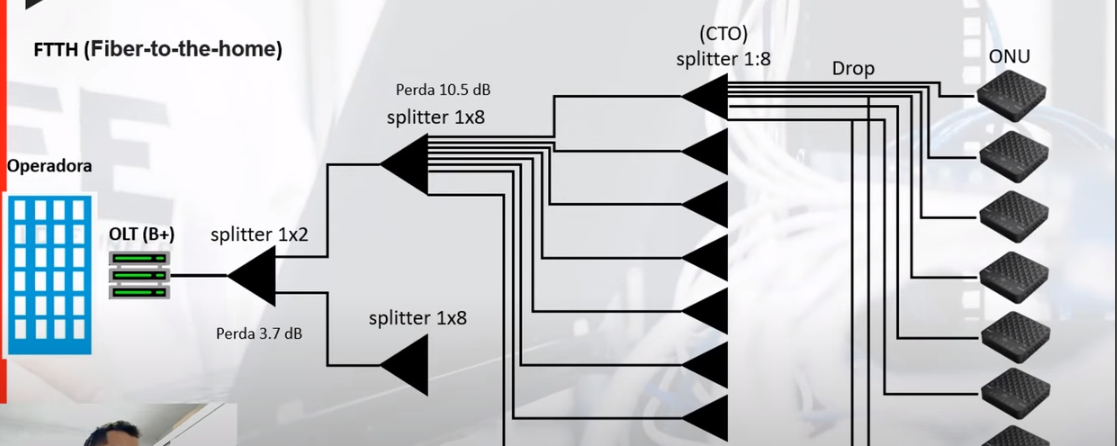 FTTH (Fiber-to-the-home)
(CTO)
splitter 1:8
Drop
ONU
Perda 10.5 dB
splitter 1x8
Operadora
OLT (B+)
splitter 1x2
Perda 3.7 dB
splitter 1x8